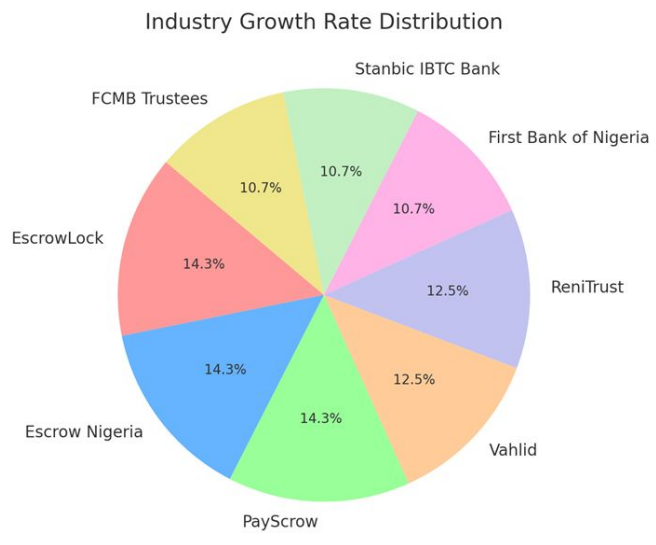 Industry Growth Rate Distribution
Stanbic IBTC Bank
FCMB Trustees
First Bank of Nigeria
10.7%
10.7%
10.7%
EscrowLock
14.3%
12.5%
ReniTrust
14.3%
12.5%
14.3%
Escrow Nigeria
Vahlid
PayScrow